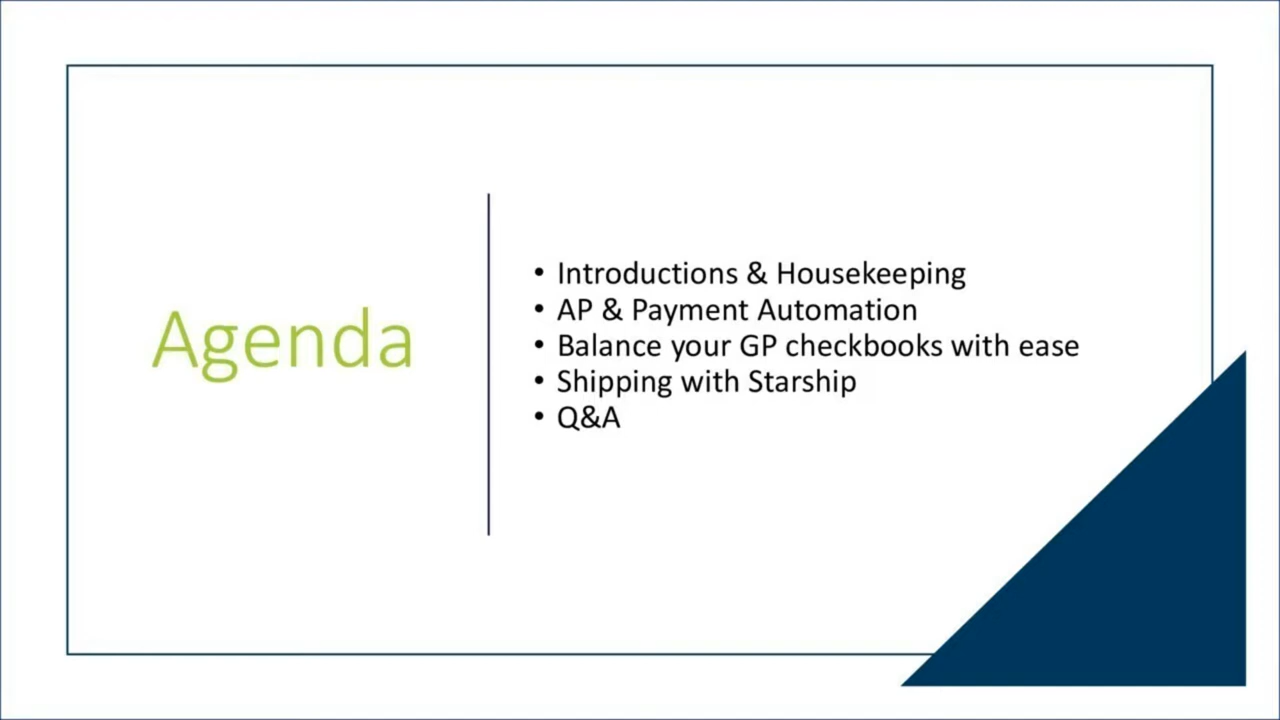 Agenda
• Introductions & Housekeeping
• AP & Payment Automation
• Balance your GP checkbooks with ease
• Shipping with Starship
• Q&A